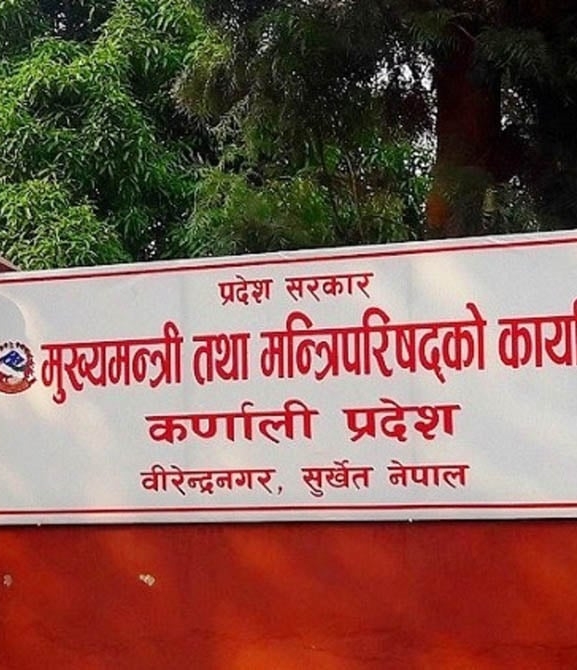 प्रदेश सरकार
मुख्यमन्त्री तथा मन्त्रिपरिषद्को कार्या
कर्णाली प्रदेश
वीरेन्द्रनगर, सुर्खेत नेपाल